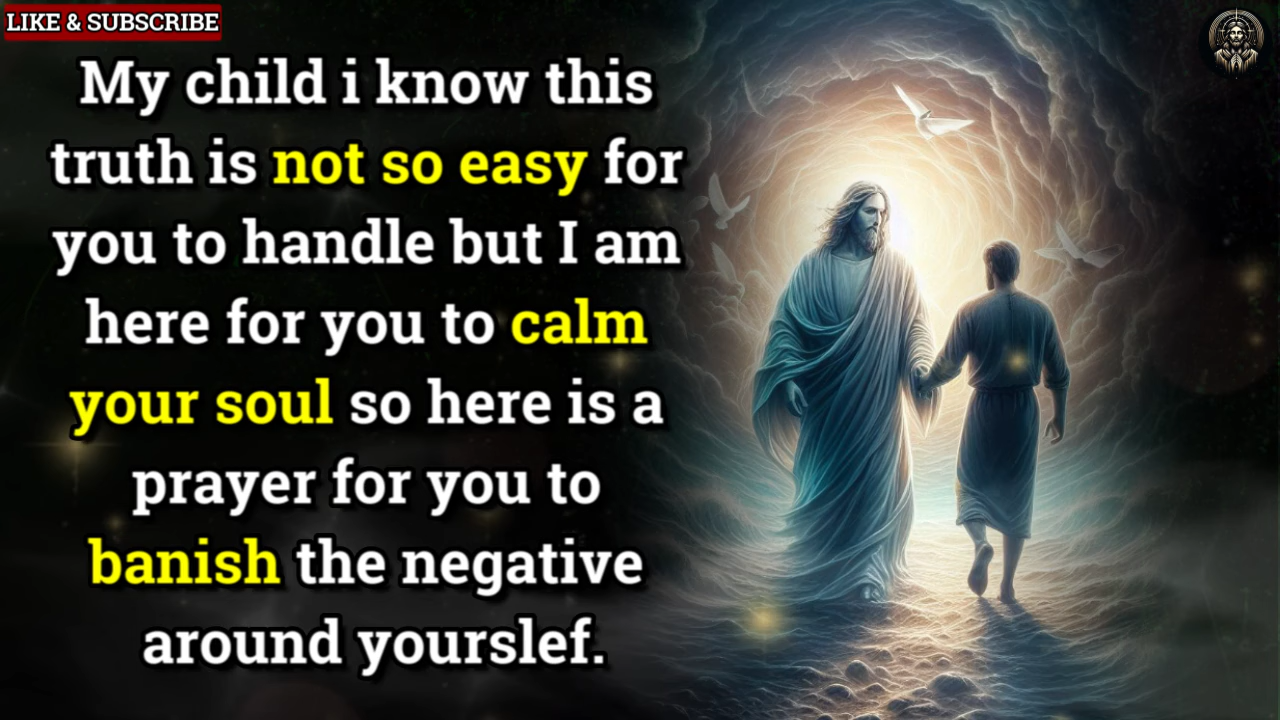 LIKE & SUBSCRIBE
My child i know this
truth is not so easy for
you to handle but I am
here for you to calm
your soul so here is a
prayer for you to
banish the negative
around yourslef.